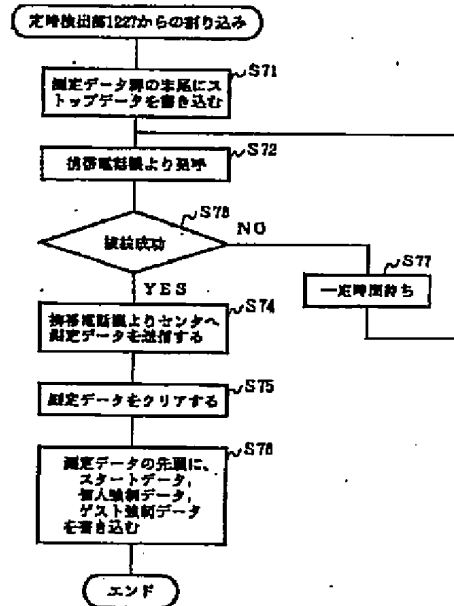 定時検出部1227からの割り込み
S71
測定データ群の末尾にス
トップデータを書き込む
S72
携帯電話機より発呼
S73
接続成功
NO
S77
一定時間待ち
YES
S74
携帯電話機よりセンタへ
測定データを送信する
S75
測定データをクリアする
S76
測定データの先頭に、
スタートデータ,
個人強制データ,
ゲスト強制データ
を書き込む
エンド